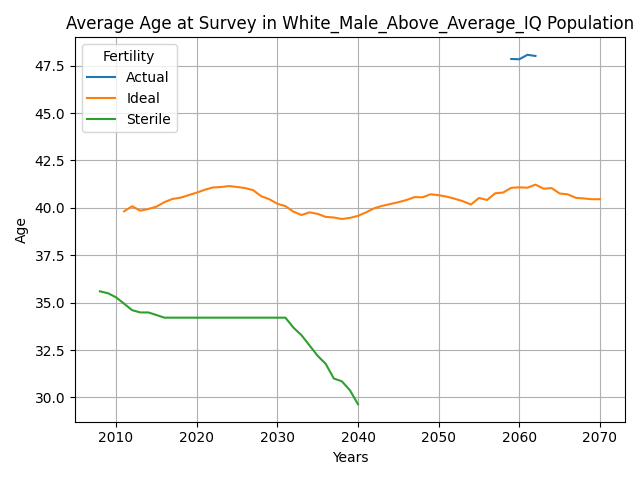 Average Age at Survey in White_Male_Above_Average_IQ Population
Fertility
Actual
Ideal
Sterile
47.5
45.0
42.5
40.0
37.5
35.0
32.5
30.0
Age
2010 2020 2030 2040 2050 2060 2070
Years